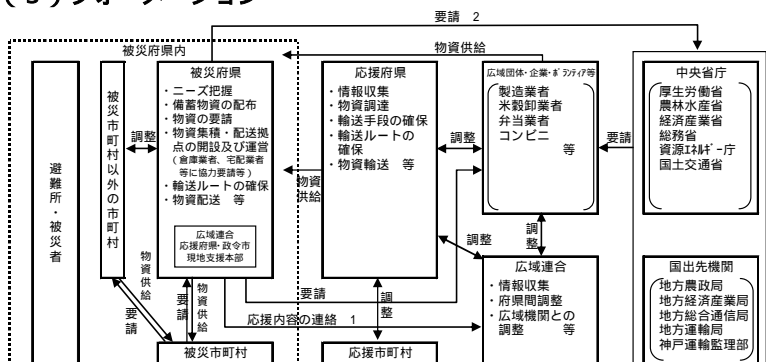 (3)フォーメーション
要請 2
物資供給
被災府県内
避難所・被災者
被災市町村以外の市町村
調整
被災府県
・ニーズ把握
・備蓄物資の配布
・物資の要請
・物資集積・配送拠
点の開設及び運営
(倉庫業者、宅配業者
等に協力要請等)
・輸送ルートの確保
・物資配送 等
広域連合
応援府県・政令市
現地支援本部
物資
供給
応援府県
・情報収集
・物資調達
・輸送手段の確保
・輸送ルートの
確保
・物資輸送 等
調整
広域団体・企業・ボランティア等
製造業者
米穀卸業者
弁当業者
コンビニ
等
要請
中央省庁
厚生労働省
農林水産省
経済産業省
総務省
資源エネルギー庁
国土交通省
調整
調整
広域連合
・情報収集
・府県間調整
・広域機関との
調整 等
国出先機関
地方農政局
地方経済産業局
地方総合通信局
地方運輸局
神戸運輸監理部
物資供給
要請
要請
物資供給
要請
調整
応援内容の連絡 1
被災市町村
応援市町村